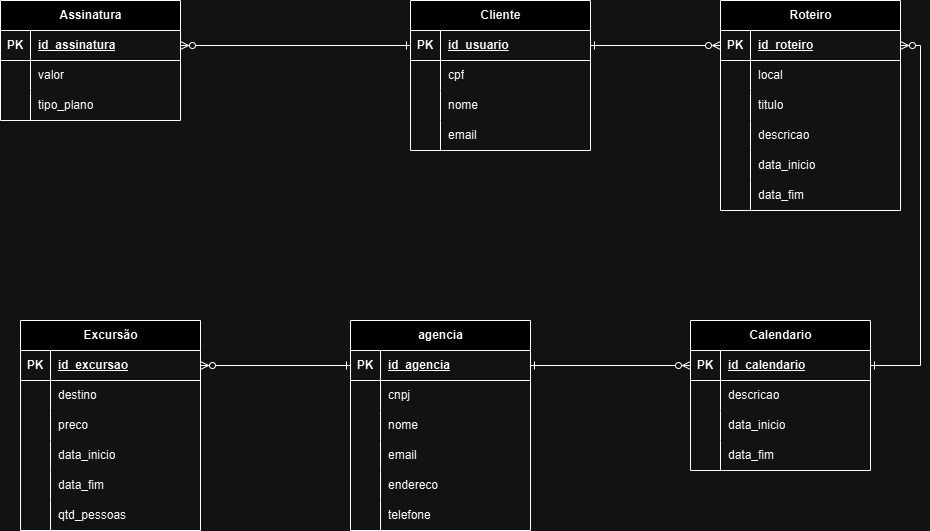 Assinatura
PK id_assinatura
valor
tipo_plano
Cliente
PK id_usuario
cpf
nome
email
Roteiro
PK id_roteiro
local
titulo
descricao
data_inicio
data_fim
Excursão
PK id_excursao
destino
preco
data_inicio
data_fim
qtd_pessoas
agencia
PK id_agencia
cnpj
nome
email
endereco
telefone
Calendario
PK id_calendario
descricao
data_inicio
data_fim